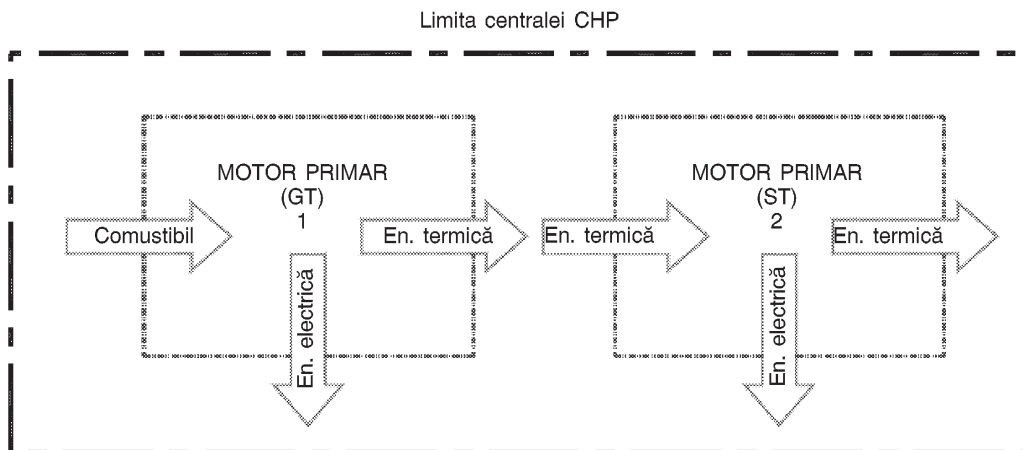 Limita centralei CHP
MOTOR PRIMAR
(GT)
1
Comustibil
En. termică
En. electrică
MOTOR PRIMAR
(ST)
2
En. termică
En. termică
En. electrică